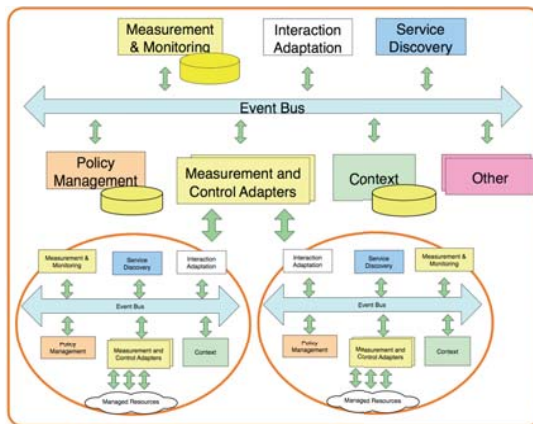 Measurement
& Monitoring
Interaction
Adaptation
Service
Discovery
Event Bus
Policy
Management
Measurement and
Control Adapters
Context
Other
Measurement &
Monitoring
Service
Discovery
Interaction
Adaptation
Event Bus
Policy
Management
Measurement and
Control Adapters
Context
Managed Resources
Interaction
Adaptation
Service
Discovery
Measurement &
Monitoring
Event Bus
Policy
Management
Measurement and
Control Adapters
Context
Managed Resources